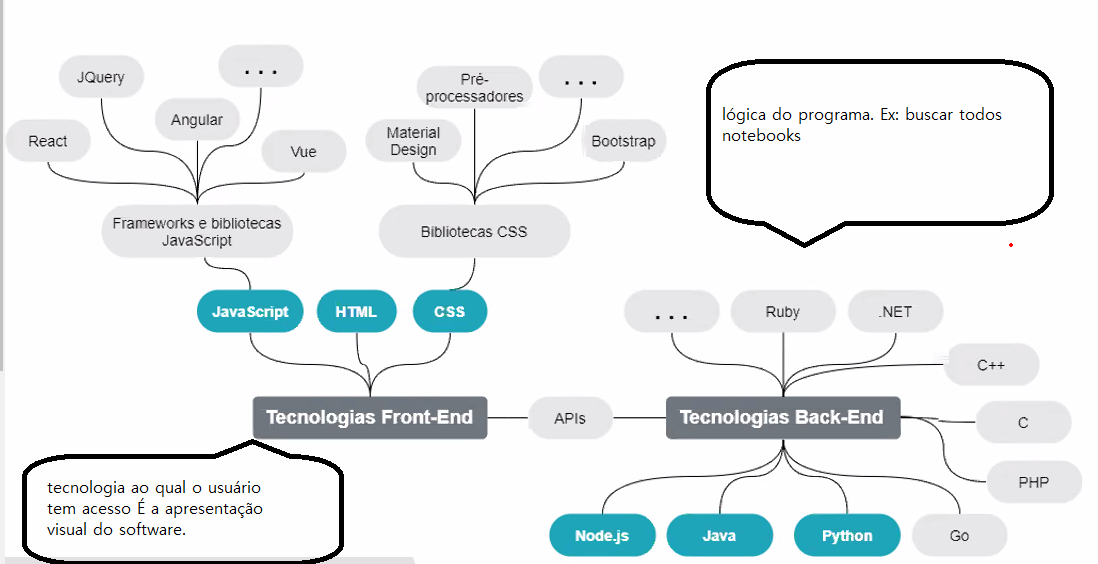 JQuery
. . .
Angular
React
Vue
Frameworks e bibliotecas
JavaScript
Pré-
processadores
. . .
Material
Design
Bootstrap
Bibliotecas CSS
lógica do programa. Ex: buscar todos
notebooks
JavaScript
HTML
CSS
. . .
Ruby
.NET
C++
Tecnologias Front-End
APIs
Tecnologias Back-End
C
PHP
tecnologia ao qual o usuário
tem acesso É a apresentação
visual do software.
Node.js
Java
Python
Go